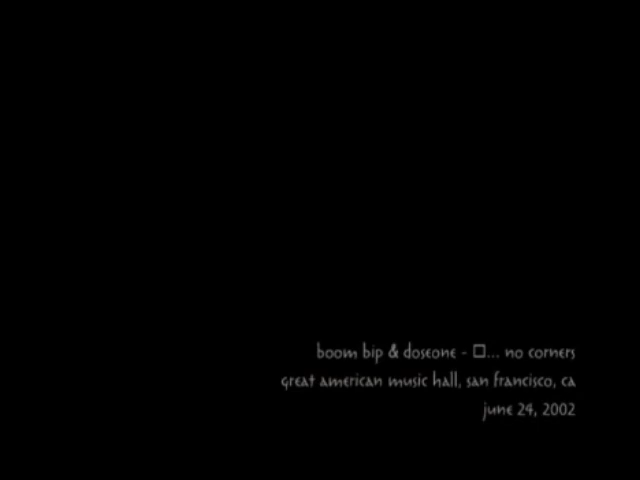 boom bip & doseone - □... no corners
great american music hall, san francisco, ca
june 24, 2002